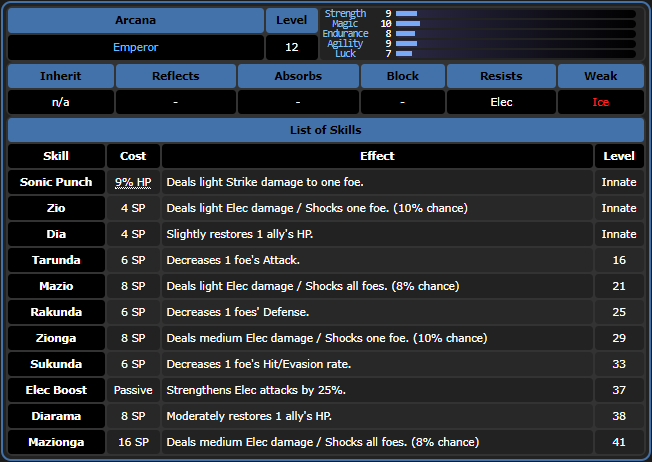 Arcana Level Strength 9
Magic 10
Endurance 8
Emperor 12 Agility 9
Luck 7
Inherit Reflects Absorbs Block Resists Weak
n/a - - - Elec Ice
List of Skills
Skill Cost Effect Level
Sonic Punch 9% HP Deals light Strike damage to one foe. Innate
Zio 4 SP Deals light Elec damage / Shocks one foe. (10% chance) Innate
Dia 4 SP Slightly restores 1 ally's HP. Innate
Tarunda 6 SP Decreases 1 foe's Attack. 16
Mazio 8 SP Deals light Elec damage / Shocks all foes. (8% chance) 21
Rakunda 6 SP Decreases 1 foes' Defense. 25
Zionga 8 SP Deals medium Elec damage / Shocks one foe. (10% chance) 29
Sukunda 6 SP Decreases 1 foe's Hit/Evasion rate. 33
Elec Boost Passive Strengthens Elec attacks by 25%. 37
Diarama 8 SP Moderately restores 1 ally's HP. 38
Mazionga 16 SP Deals medium Elec damage / Shocks all foes. (8% chance) 41